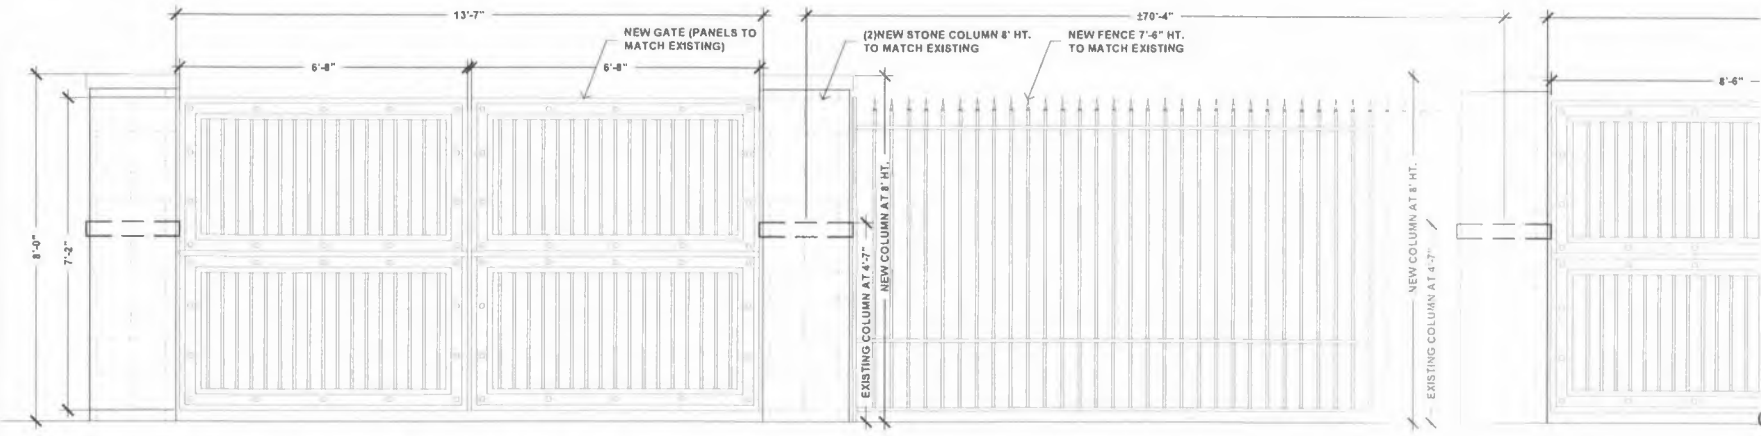 13'-7"
±70'-4"
NEW GATE (PANELS TO
MATCH EXISTING)
(2)NEW STONE COLUMN 8' HT.
TO MATCH EXISTING
NEW FENCE 7'-6" HT.
TO MATCH EXISTING
6'-8"
6'-8"
8'-6"
8'-0"
7'-2"
EXISTING COLUMN AT 4'-7"
NEW COLUMN AT 8' HT.
NEW COLUMN AT 8' HT.
EXISTING COLUMN AT 4'-7"